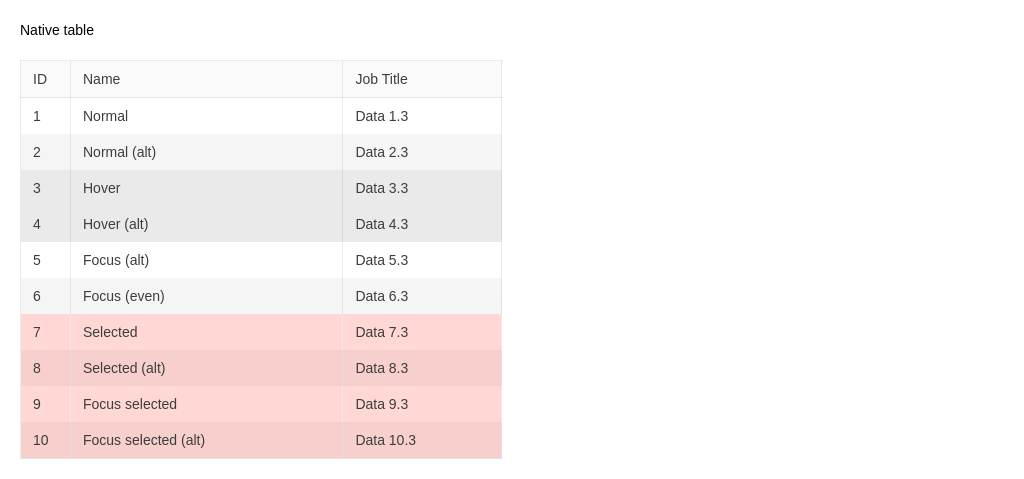 Native table
ID Name Job Title
1 Normal Data 1.3
2 Normal (alt) Data 2.3
3 Hover Data 3.3
4 Hover (alt) Data 4.3
5 Focus (alt) Data 5.3
6 Focus (even) Data 6.3
7 Selected Data 7.3
8 Selected (alt) Data 8.3
9 Focus selected Data 9.3
10 Focus selected (alt) Data 10.3